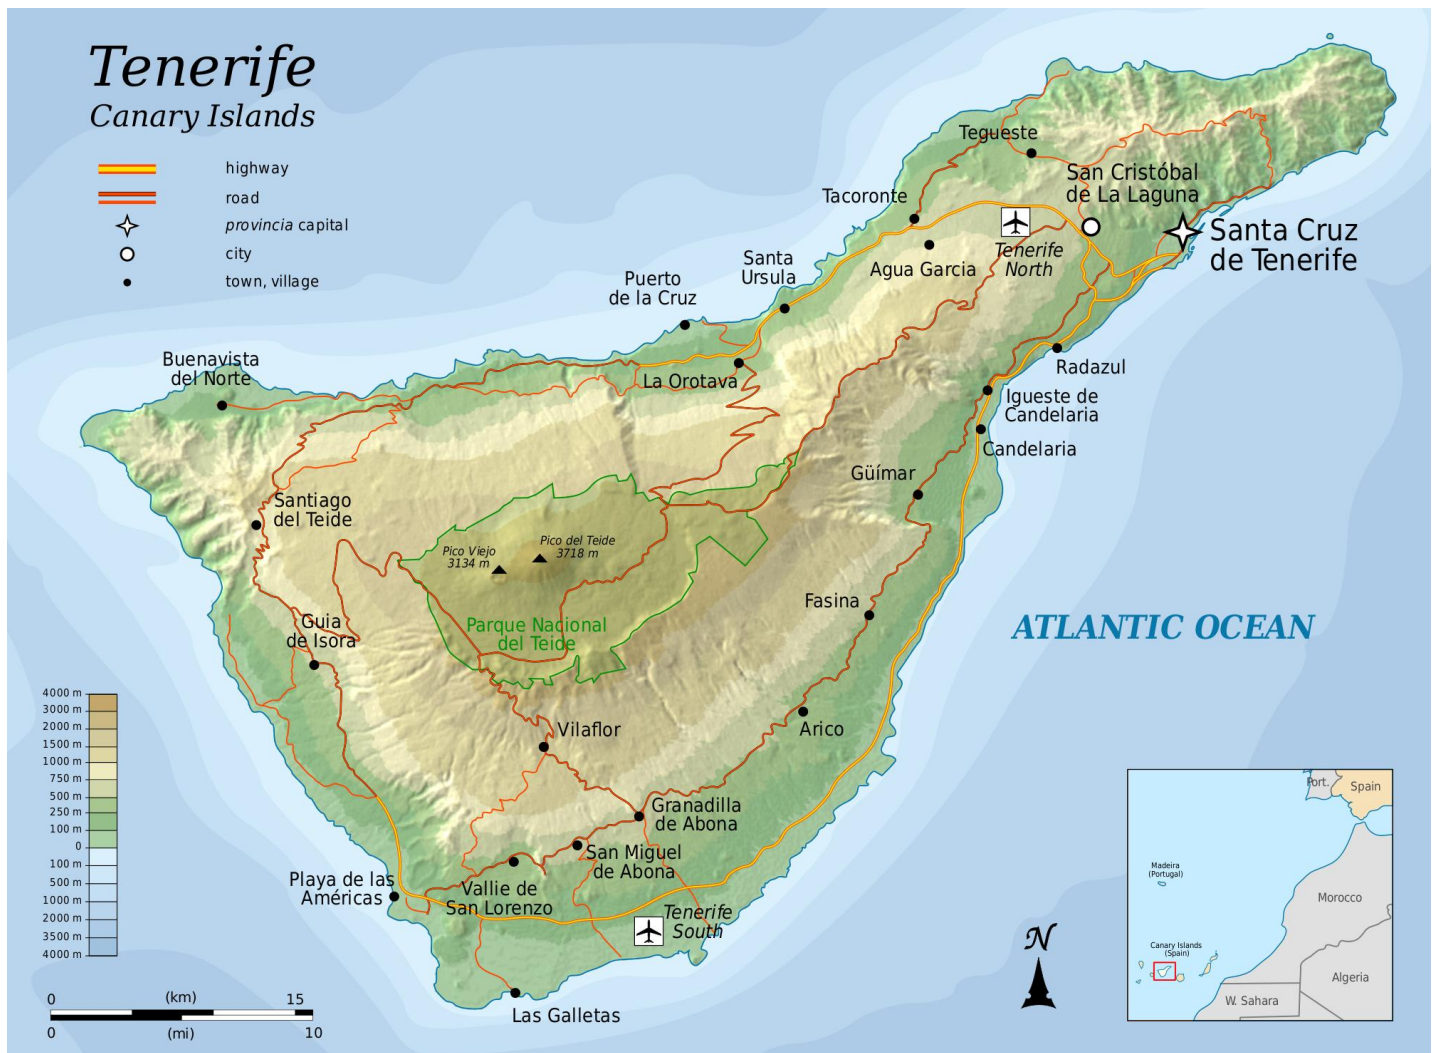 Tenerife
Canary Islands
highway
road
provincia capital
city
town, village
Tegueste
San Cristóbal
de La Laguna
Tacoronte
Santa Cruz
de Tenerife
Tenerife
North
Agua Garcia
Santa
Ursula
Puerto
de la Cruz
Buenavista
del Norte
La Orotava
Radazul
Igueste de
Candelaria
Candelaria
Güímar
Santiago
del Teide
Pico Viejo
3134 m
Pico del Teide
3718 m
Parque Nacional
del Teide
Fasina
ATLANTIC OCEAN
Guia
de Isora
Vilaflor
Arico
Granadilla
de Abona
San Miguel
de Abona
Playa de las
Américas
Vallie de
San Lorenzo
Tenerife
South
Las Galletas
4000 m
3000 m
2000 m
1500 m
1000 m
750 m
500 m
250 m
100 m
0
100 m
500 m
1000 m
2000 m
3500 m
4000 m
0 (km) 15
0 (mi) 10
N
Port.
Spain
Madeira
(Portugal)
Morocco
Canary Islands
(Spain)
Algeria
W. Sahara